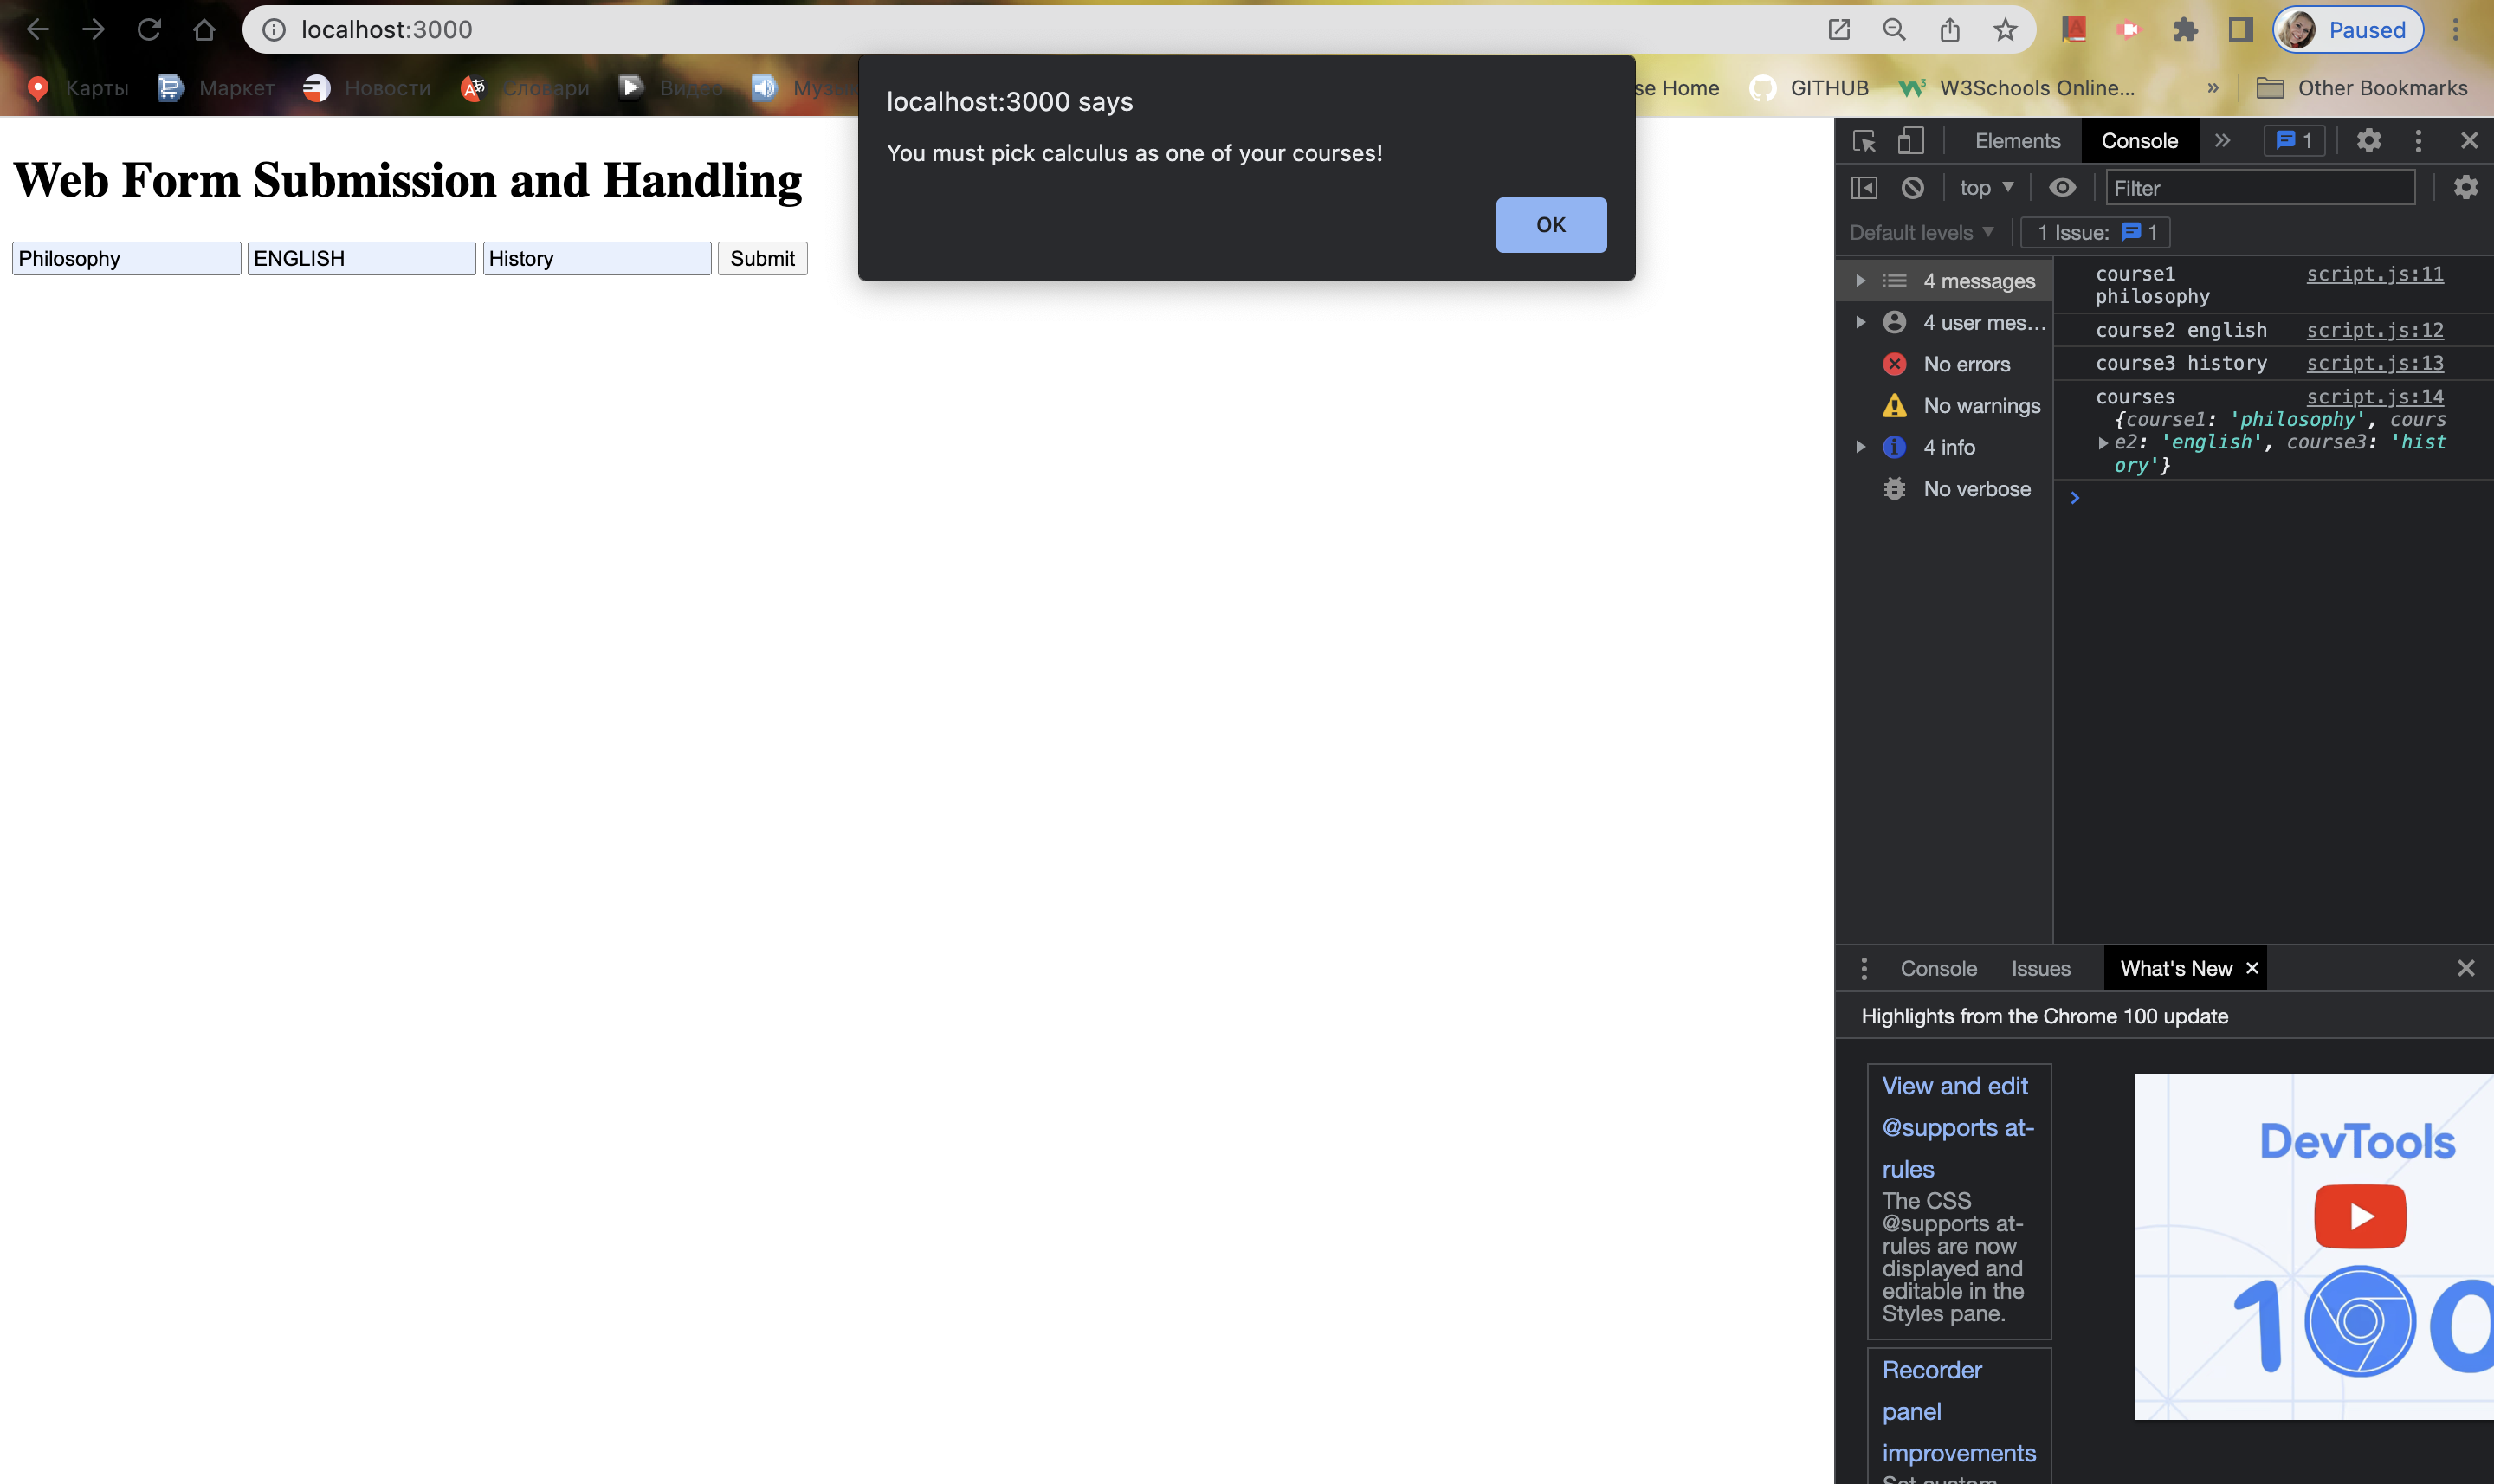 localhost:3000
Paused
Карты
Маркет
Новости
Словари
Видео
se Home
GITHUB
W3Schools Online...
»
Other Bookmarks
localhost:3000 says
You must pick calculus as one of your courses!
OK
Web Form Submission and Handling
Philosophy
ENGLISH
History
Submit
Elements
Console
1
top
Filter
Default levels
1 Issue: 1
4 messages
4 user mes...
No errors
No warnings
4 info
No verbose
course1 script.js:11
philosophy
course2 english script.js:12
course3 history script.js:13
courses script.js:14
{course1: 'philosophy', cours
e2: 'english', course3: 'hist
ory'}
Console
Issues
What's New
Highlights from the Chrome 100 update
View and edit
@supports at-
rules
The CSS
@supports at-
rules are now
displayed and
editable in the
Styles pane.
Recorder
panel
improvements
DevTools
100